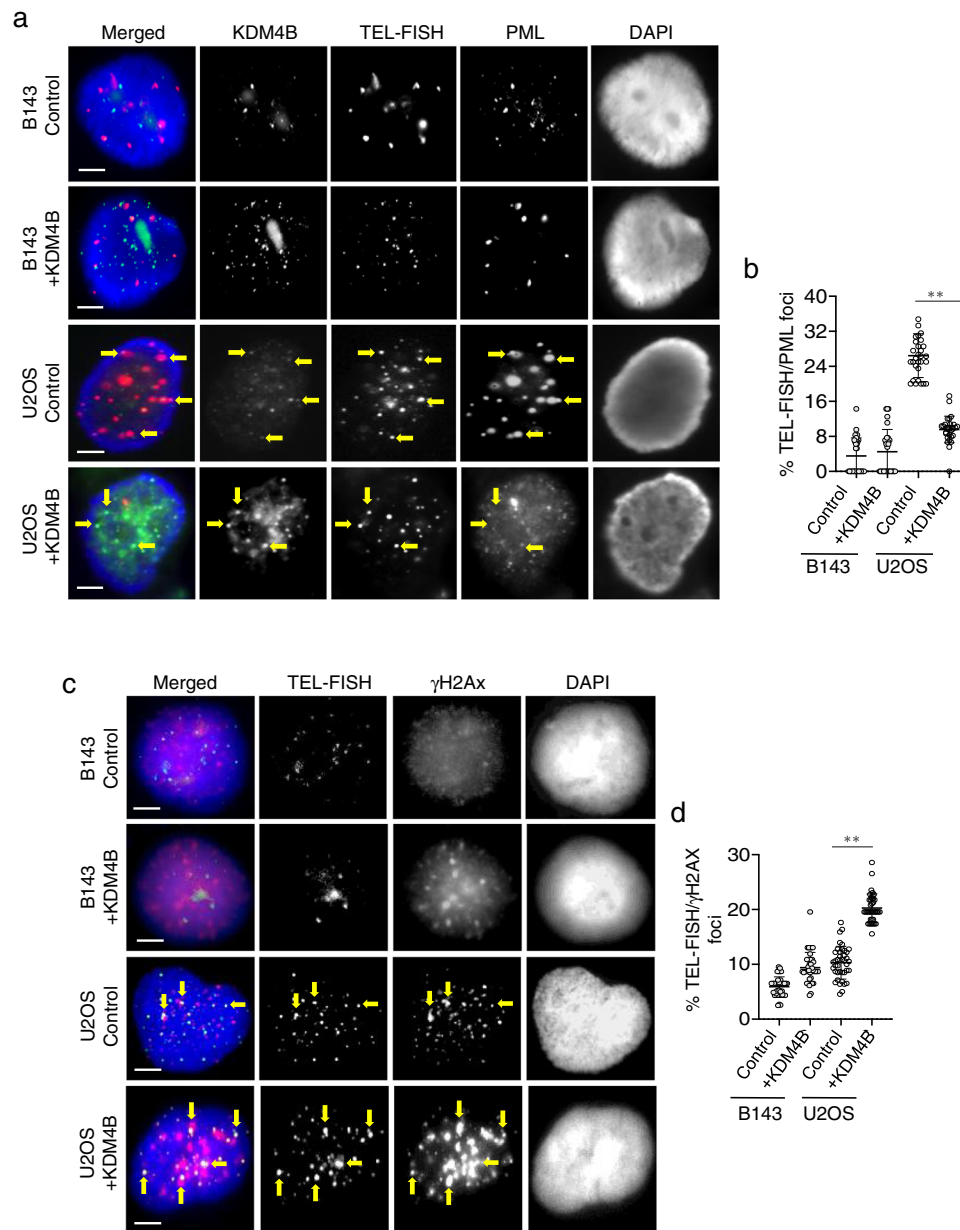 a
Merged KDM4B TEL-FISH PML DAPI
B143
Control
B143
+KDM4B
U2OS
Control
U2OS
+KDM4B
b
% TEL-FISH/PML foci
40
32
24
16
8
0
**
Control
+KDM4B
Control
+KDM4B
B143 U2OS
c
Merged TEL-FISH γH2Ax DAPI
B143
Control
B143
+KDM4B
U2OS
Control
U2OS
+KDM4B
d
% TEL-FISH/γH2AX
foci
30
20
10
0
**
Control
+KDM4B
Control
+KDM4B
B143 U2OS